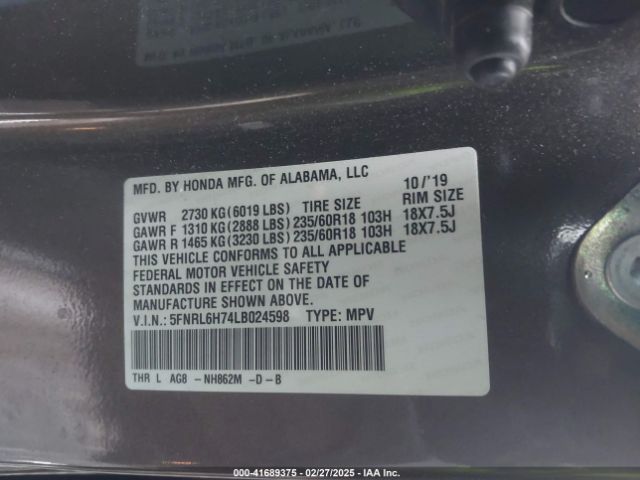 MFD. BY HONDA MFG. OF ALABAMA, LLC 10/'19
GVWR 2730 KG(6019 LBS) TIRE SIZE RIM SIZE
GAWR F 1310 KG(2888 LBS) 235/60R18 103H 18X7.5J
GAWR R 1465 KG(3230 LBS) 235/60R18 103H 18X7.5J
THIS VEHICLE CONFORMS TO ALL APPLICABLE
FEDERAL MOTOR VEHICLE SAFETY
STANDARDS IN EFFECT ON THE DATE OF
MANUFACTURE SHOWN ABOVE.
V.I.N.: 5FNRL6H74LB024598 TYPE: MPV
THR L AG8 -NH862M -D-B
000-41689375 - 02/27/2025 - IAAI.COM